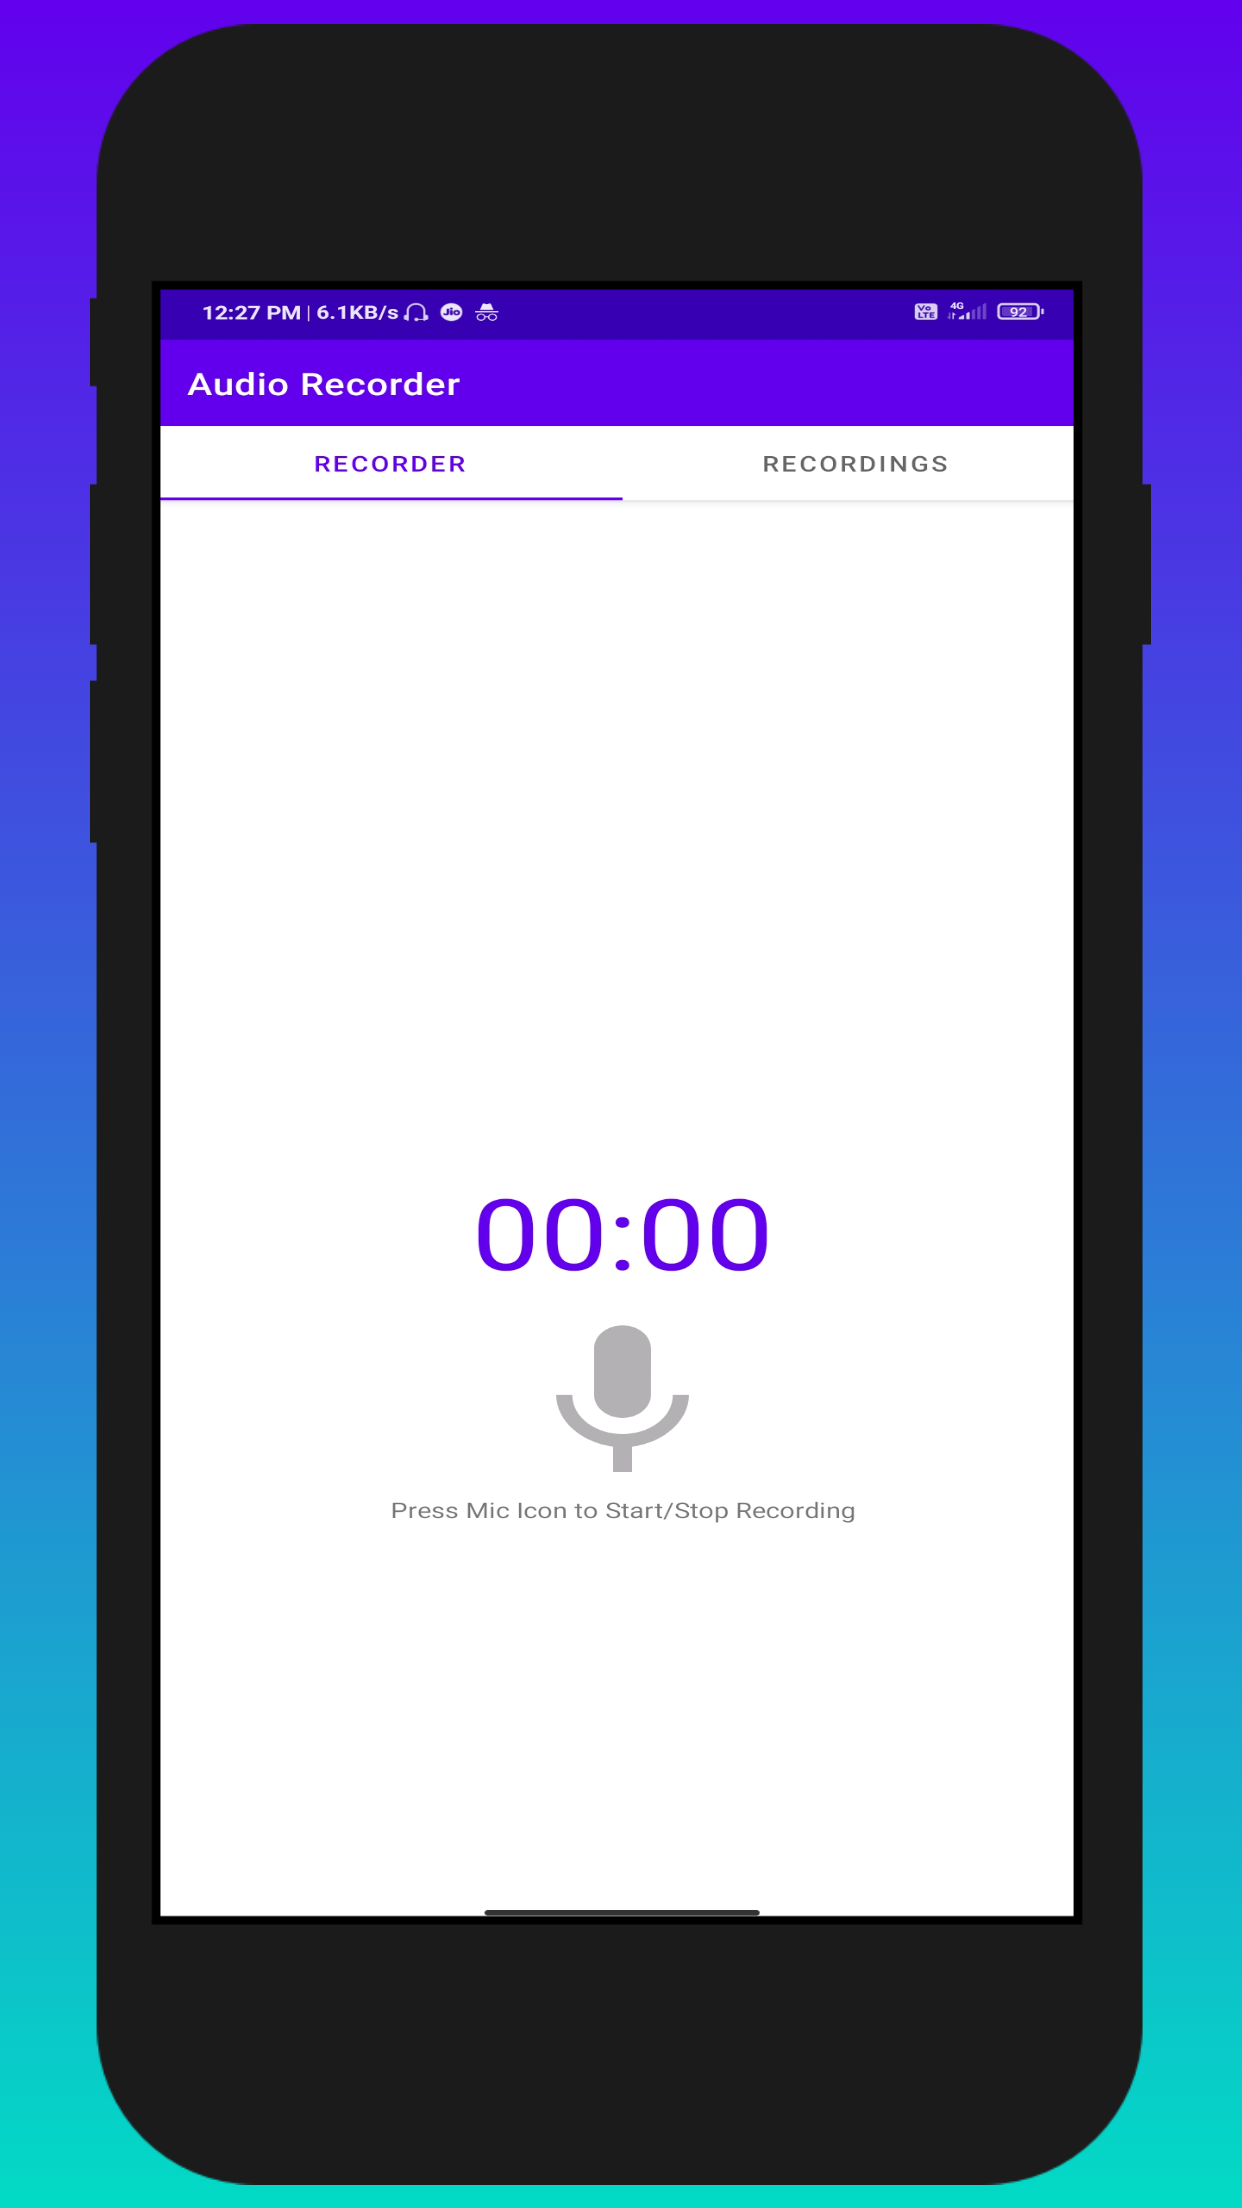 12:27 PM | 6.1KB/s Jio Vo LTE 4G 92
Audio Recorder
RECORDER RECORDINGS
00:00
Press Mic Icon to Start/Stop Recording